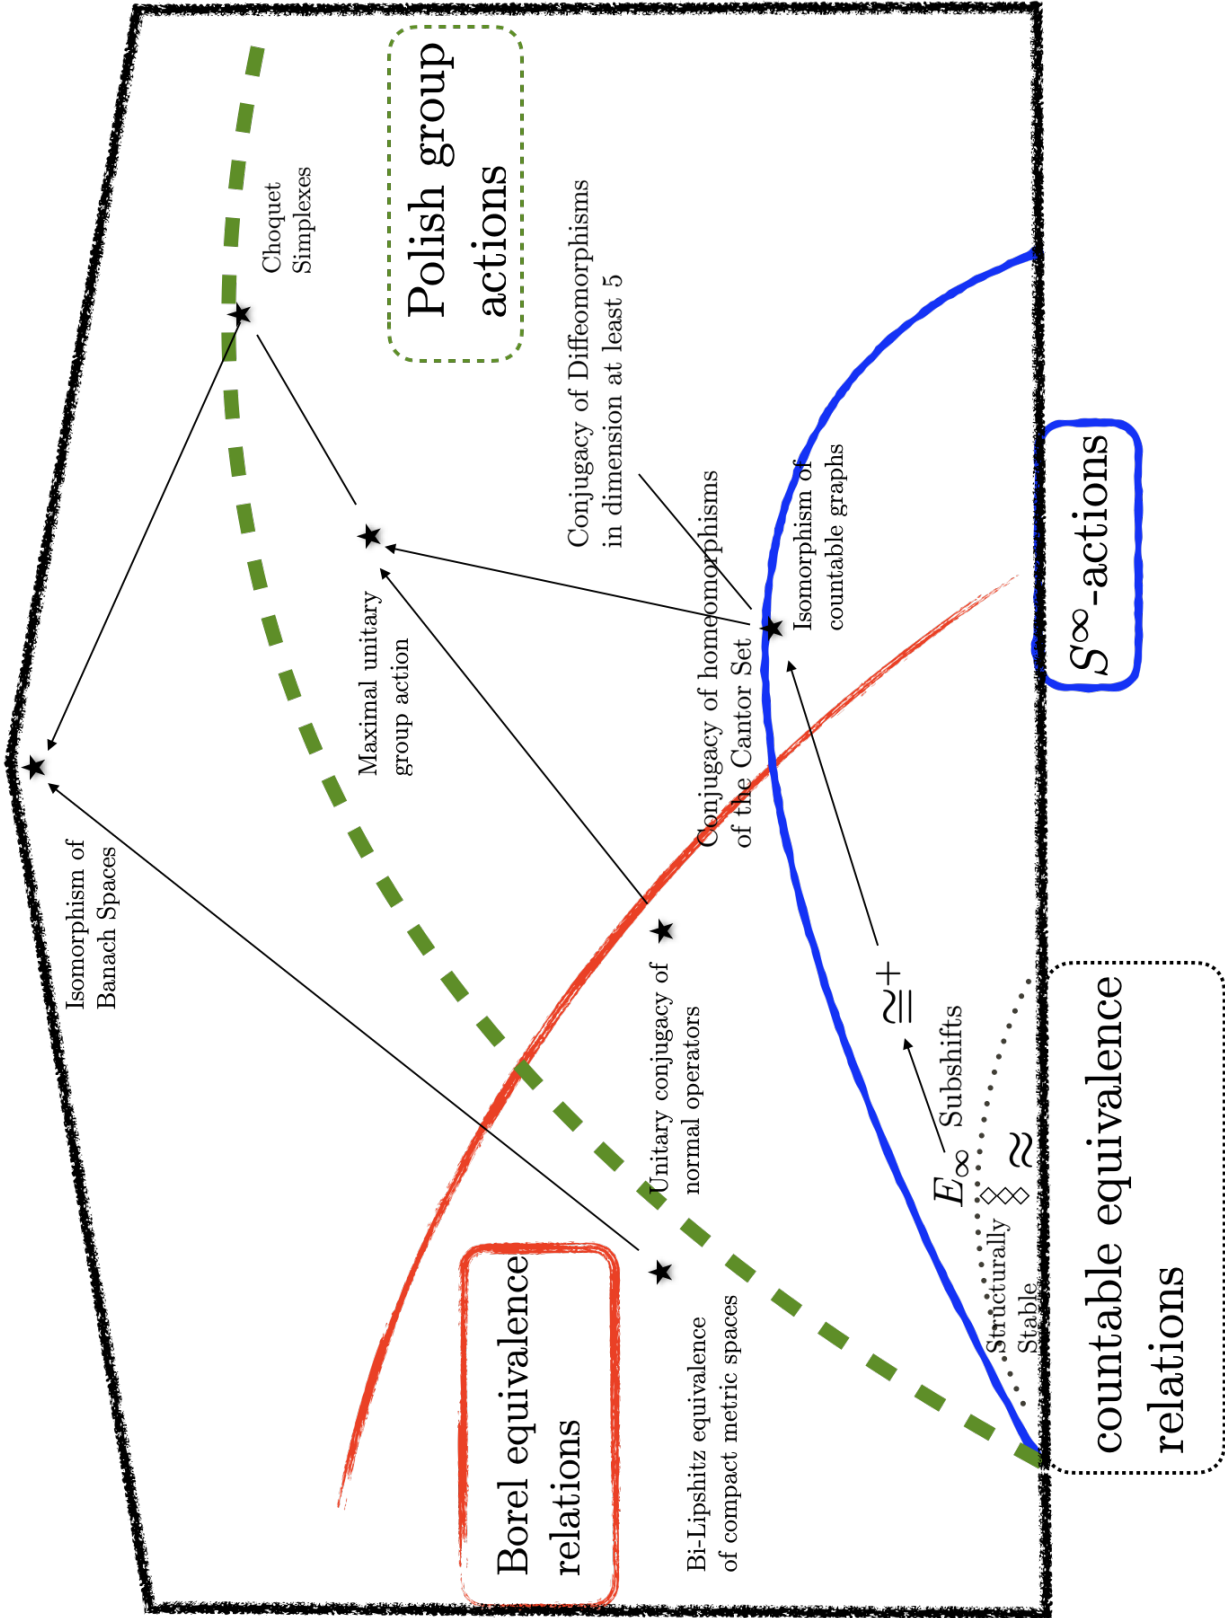 Isomorphism of
Banach Spaces
Choquet
Simplexes
Maximal unitary
group action
Polish group
actions
Borel equivalence
relations
Conjugacy of Diffeomorphisms
in dimension at least 5
Unitary conjugacy of
normal operators
Bi-Lipshitz equivalence
of compact metric spaces
Conjugacy of homeomorphisms
of the Cantor Set
Isomorphism of
countable graphs
≅+
E∞ Subshifts
Structurally
Stable
≈
S∞-actions
countable equivalence
relations